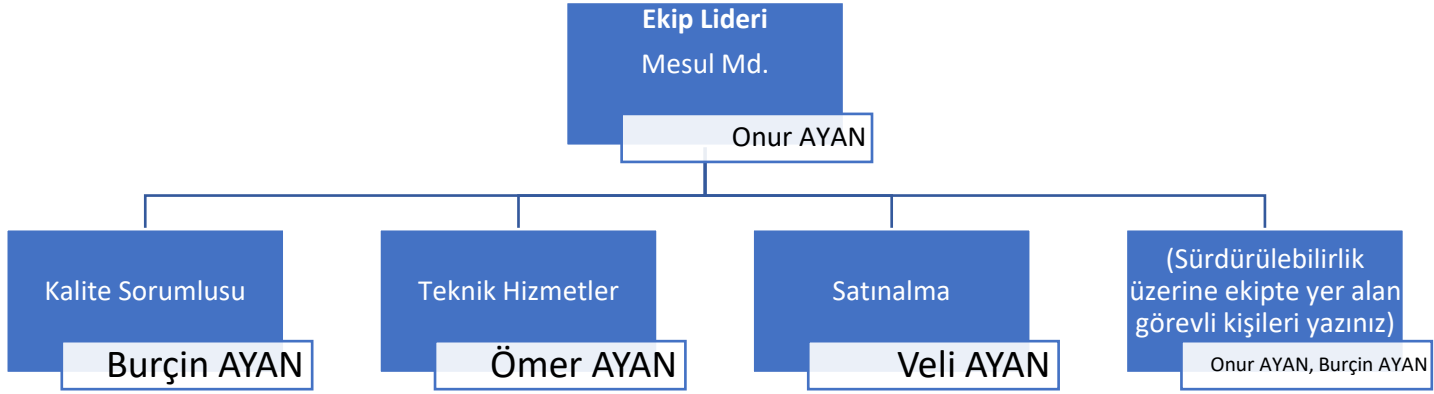 Ekip Lideri
Mesul Md.
Onur AYAN
Kalite Sorumlusu
Burçin AYAN
Teknik Hizmetler
Ömer AYAN
Satınalma
Veli AYAN
(Sürdürülebilirlik
üzerine ekipte yer alan
görevli kişileri yazınız)
Onur AYAN, Burçin AYAN